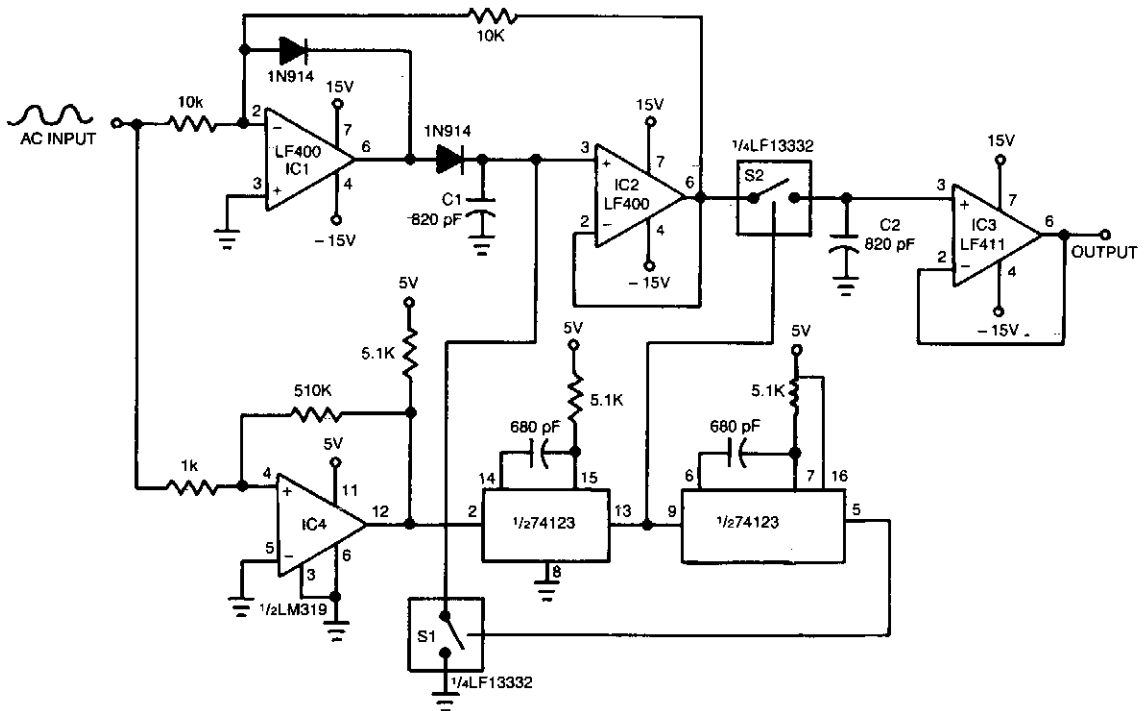 10K
1N914
15V
10k
2
7
AC INPUT
−
LF400
IC1
6
1N914
3
+
4
−15V
C1
820 pF
15V
3
+
7
IC2
LF400
6
2
−
4
−15V
1/4LF13332
S2
C2
820 pF
15V
3
+
7
IC3
LF411
6
OUTPUT
2
−
4
−15V
5V
5.1K
510K
5V
1k
4
+
11
IC4
12
5
−
6
3
1/2LM319
5V
5.1K
680 pF
14
15
2
1/274123
13
8
5V
5.1K
680 pF
6
7
16
9
1/274123
5
S1
1/4LF13332